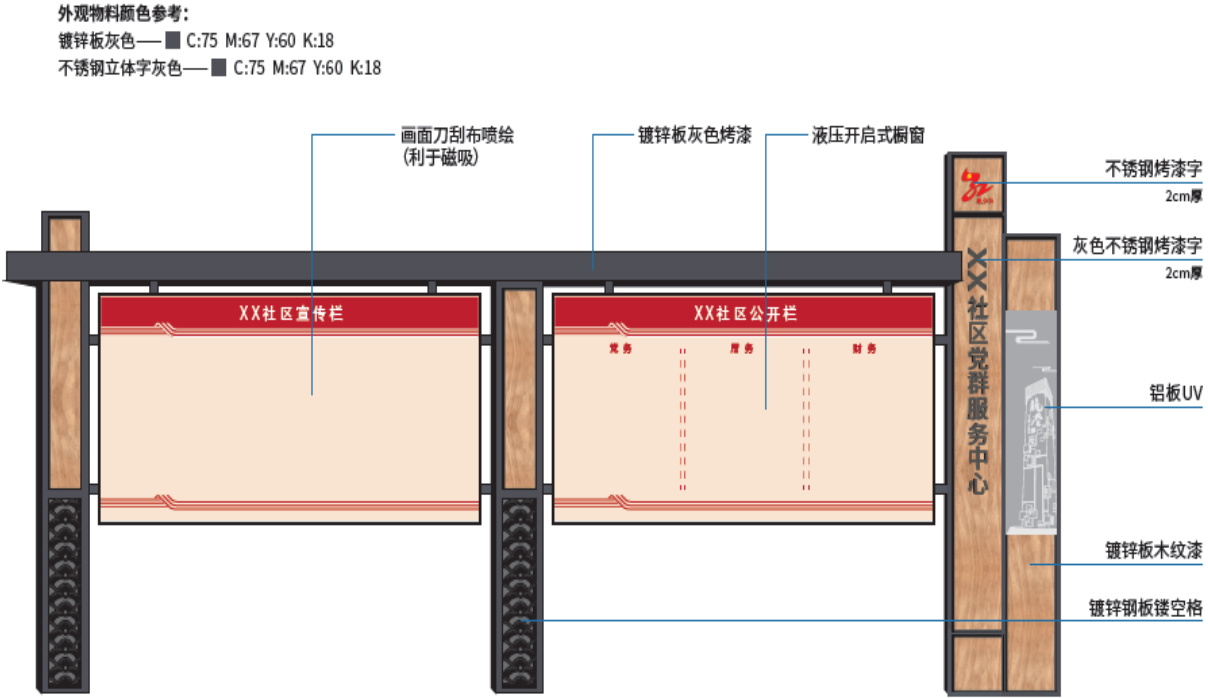 外观物料颜色参考：
镀锌板灰色—— C:75 M:67 Y:60 K:18
不锈钢立体字灰色—— C:75 M:67 Y:60 K:18
画面刀刮布喷绘
（利于磁吸）
镀锌板灰色烤漆
液压开启式橱窗
不锈钢烤漆字
2cm厚
灰色不锈钢烤漆字
2cm厚
XX社区宣传栏
XX社区公开栏
党务
居务
财务
XX社区党群服务中心
铝板UV
镀锌板木纹漆
镀锌钢板镂空格